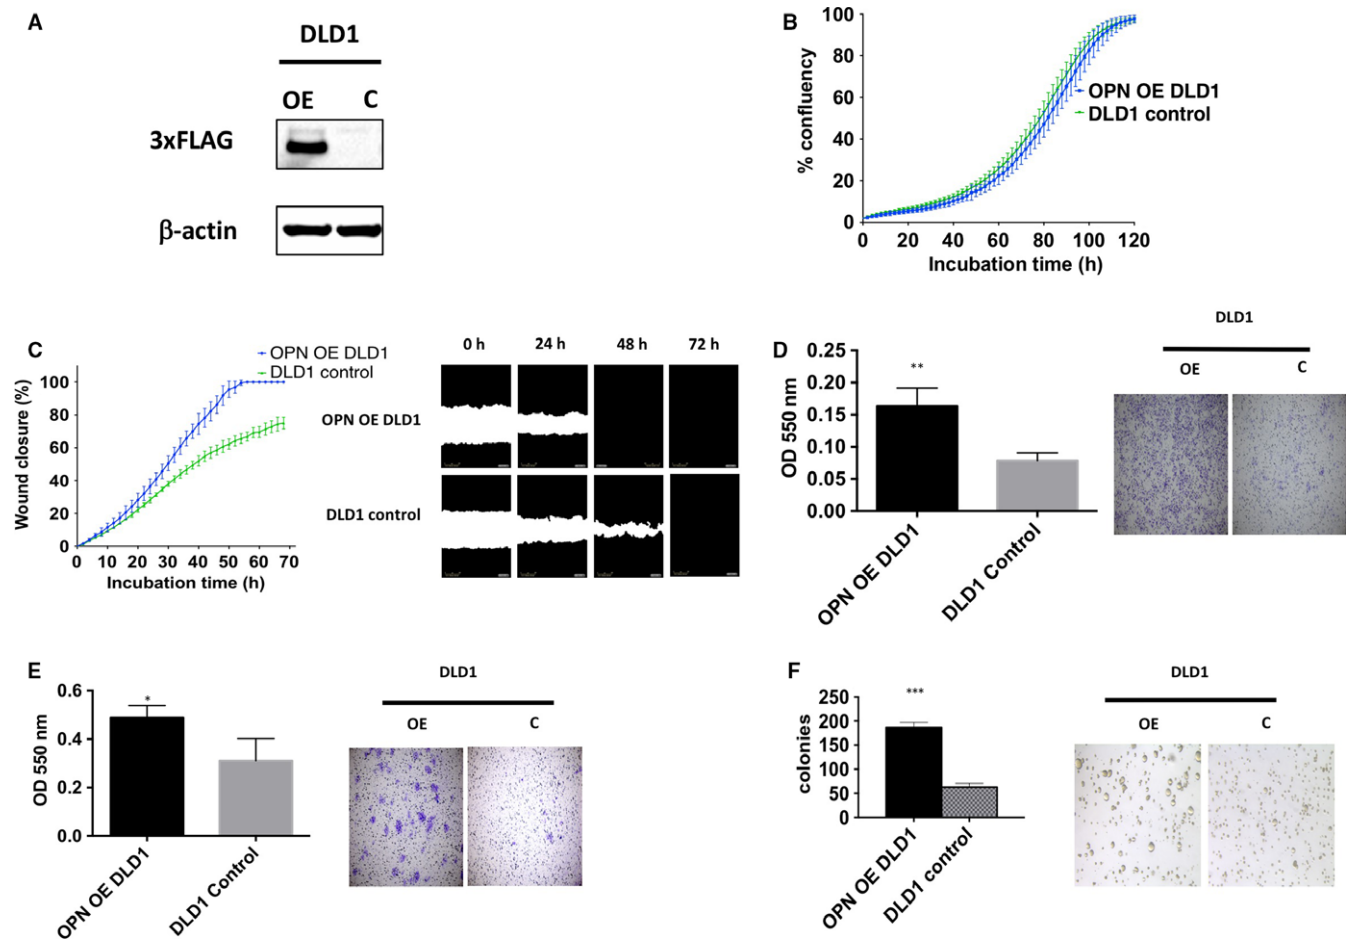 A
DLD1
OE C
3xFLAG
β-actin
B
100
80
60
40
20
0
% confluency
OPN OE DLD1
DLD1 control
0 20 40 60 80 100 120
Incubation time (h)
C
OPN OE DLD1
DLD1 control
100
80
60
40
20
0
Wound closure (%)
0 10 20 30 40 50 60 70
Incubation time (h)
0 h 24 h 48 h 72 h
OPN OE DLD1
DLD1 control
D
0.25
0.20
0.15
0.10
0.05
0.00
OD 550 nm
**
OPN OE DLD1
DLD1 Control
DLD1
OE C
E
0.6
0.4
0.2
0.0
OD 550 nm
*
OPN OE DLD1
DLD1 Control
DLD1
OE C
F
250
200
150
100
50
0
colonies
***
OPN OE DLD1
DLD1 control
DLD1
OE C